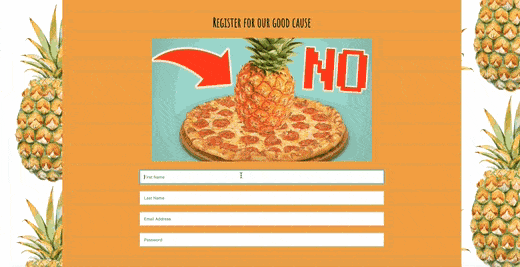 Register for our good cause
NO
First Name
Last Name
Email Address
Password